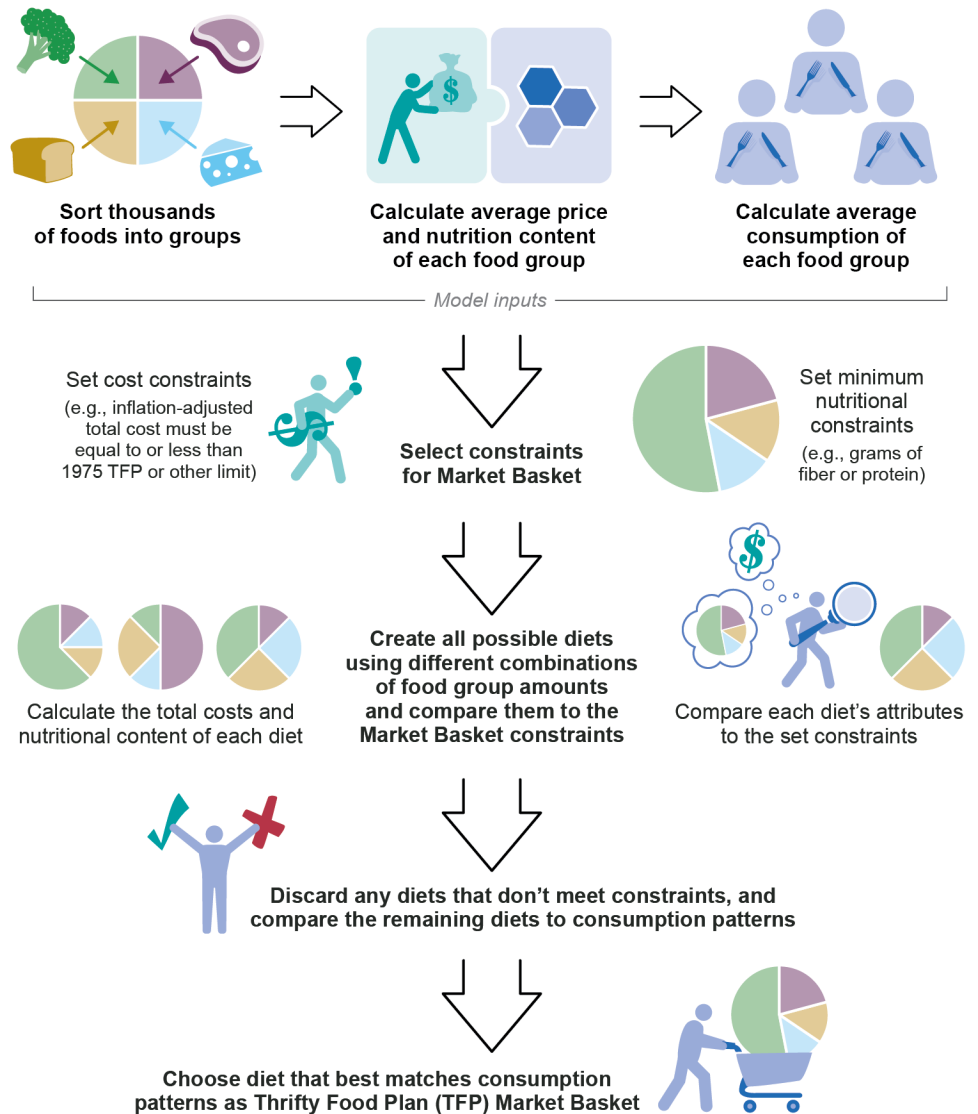 Sort thousands
of foods into groups
$
Calculate average price
and nutrition content
of each food group
Calculate average
consumption of
each food group
Model inputs
Set cost constraints
(e.g., inflation-adjusted
total cost must be
equal to or less than
1975 TFP or other limit)
$
Select constraints
for Market Basket
Set minimum
nutritional
constraints
(e.g., grams of
fiber or protein)
Calculate the total costs and
nutritional content of each diet
Create all possible diets
using different combinations
of food group amounts
and compare them to the
Market Basket constraints
$
Compare each diet’s attributes
to the set constraints
Discard any diets that don’t meet constraints, and
compare the remaining diets to consumption patterns
Choose diet that best matches consumption
patterns as Thrifty Food Plan (TFP) Market Basket